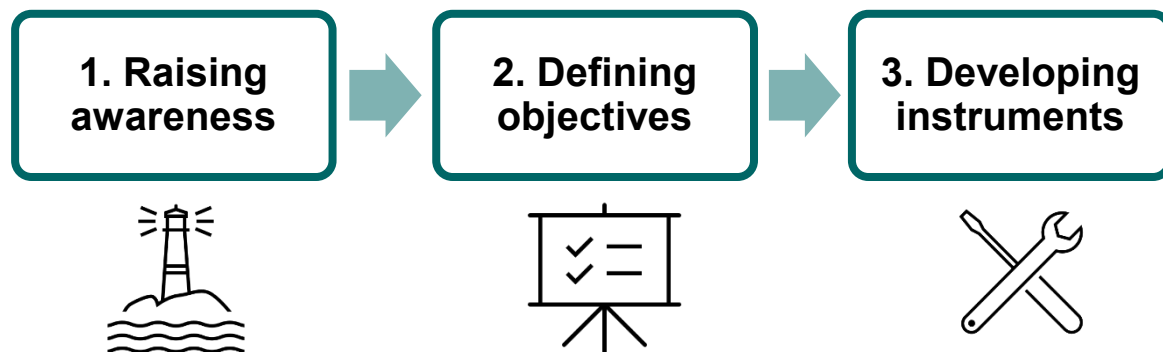 1. Raising
awareness
2. Defining
objectives
3. Developing
instruments